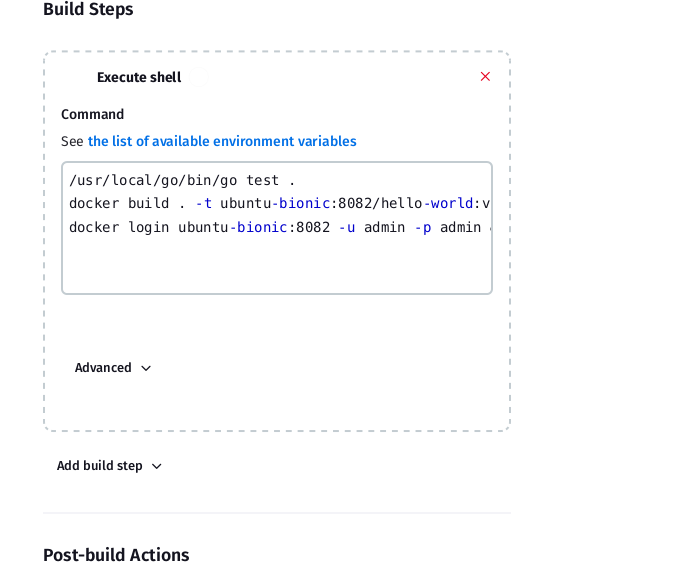 Build Steps
Execute shell
Command
See the list of available environment variables
/usr/local/go/bin/go test .
docker build . -t ubuntu-bionic:8082/hello-world:v
docker login ubuntu-bionic:8082 -u admin -p admin
Advanced
Add build step
Post-build Actions